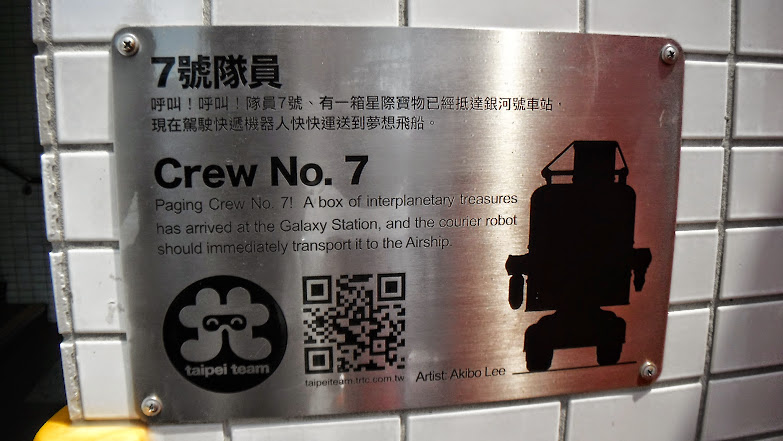 7號隊員
呼叫！呼叫！隊員7號、有一箱星際寶物已經抵達銀河號車站，
現在駕駛快遞機器人快快運送到夢想飛船。
Crew No. 7
Paging Crew No. 7! A box of interplanetary treasures
has arrived at the Galaxy Station, and the courier robot
should immediately transport it to the Airship.
taipei team
taipeiteam.trtc.com.tw
Artist: Akibo Lee